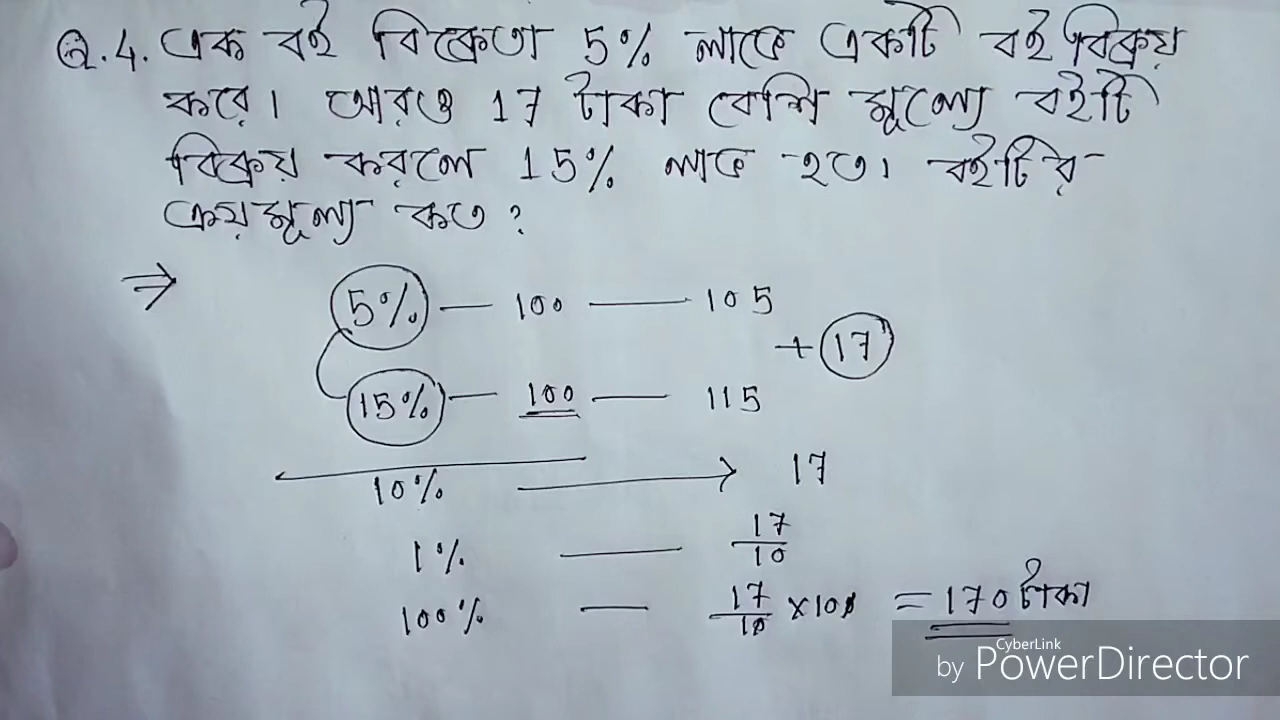 Q.4. এক বই বিক্রেতা 5% লাভে একটি বই বিক্রয়
করে। আরও 17 টাকা বেশি মূল্যে বইটি
বিক্রয় করলে 15% লাভ হত। বইটির
ক্রয়মূল্য কত?
⇒ 5% — 100 — 105
+ 17
15% — 100 — 115
10% → 17
1% — 17/10
100% — 17/10 × 100 = 170 টাকা
CyberLink
by PowerDirector